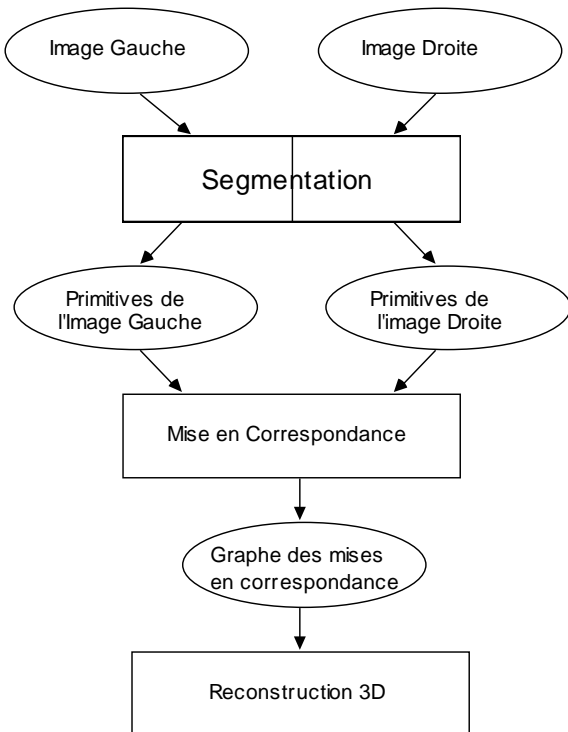 Image Gauche
Image Droite
Segmentation
Primitives de
l'Image Gauche
Primitives de
l'image Droite
Mise en Correspondance
Graphe des mises
en correspondance
Reconstruction 3D